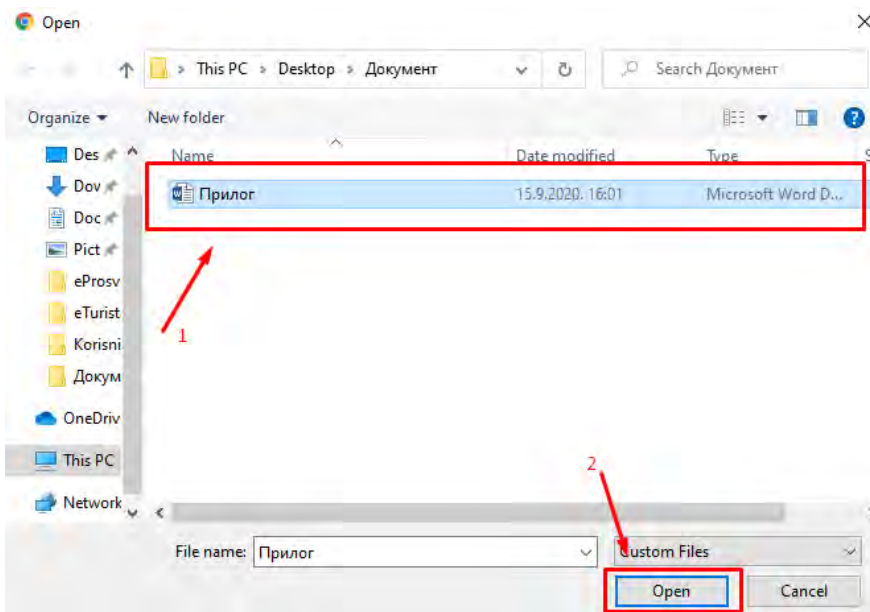 Open
This PC > Desktop > Документ
Search Документ
Organize
New folder
Name Date modified Type S
Des
Dov
Doc
Pict
eProsv
eTurist
Korisni
Докум
OneDriv
This PC
Network
Прилог 15.9.2020. 16:01 Microsoft Word D...
1
2
File name: Прилог
Custom Files
Open Cancel